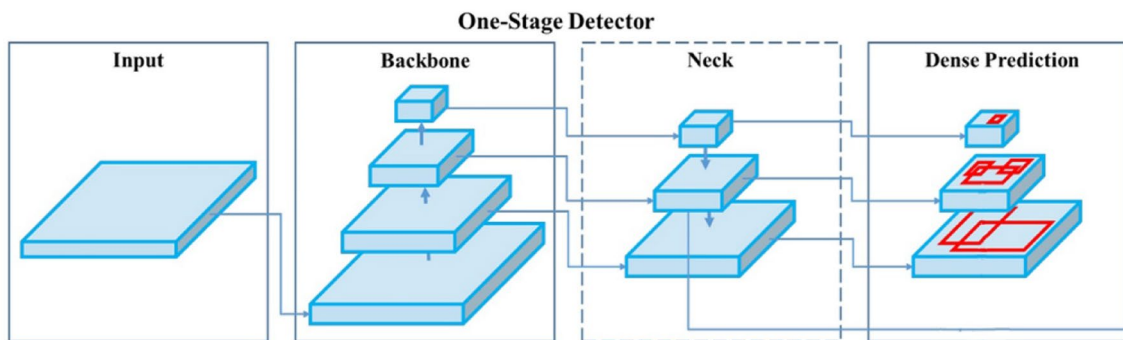 One-Stage Detector
Input
Backbone
Neck
Dense Prediction